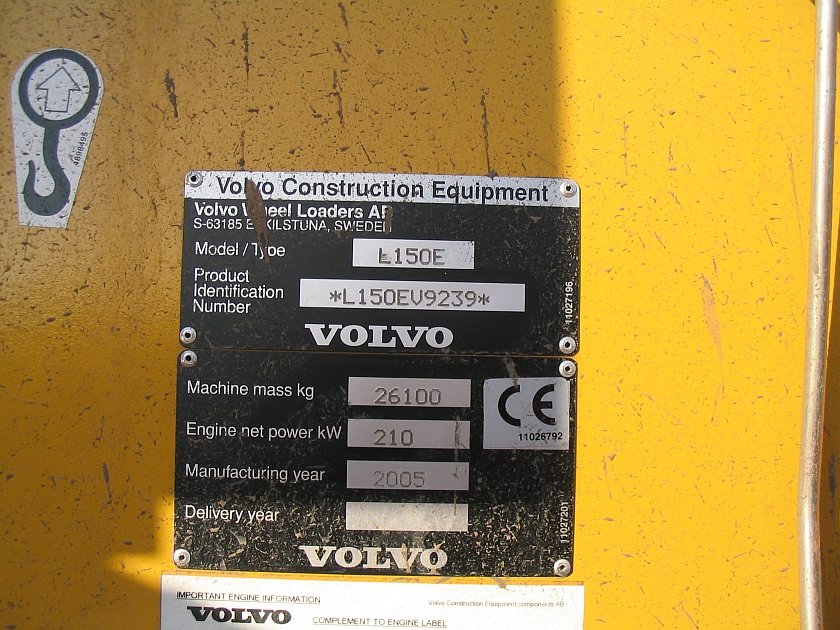 4898495
Volvo Construction Equipment
Volvo Wheel Loaders AB
S-63185 ESKILSTUNA, SWEDEN
Model / Type L150E
Product
Identification
Number
*L150EV9239*
11027196
VOLVO
Machine mass kg 26100
CE
11026792
Engine net power kW 210
Manufacturing year 2005
Delivery year
11027201
VOLVO
IMPORTANT ENGINE INFORMATION
Volvo Construction Equipment components AB
VOLVO COMPLEMENT TO ENGINE LABEL